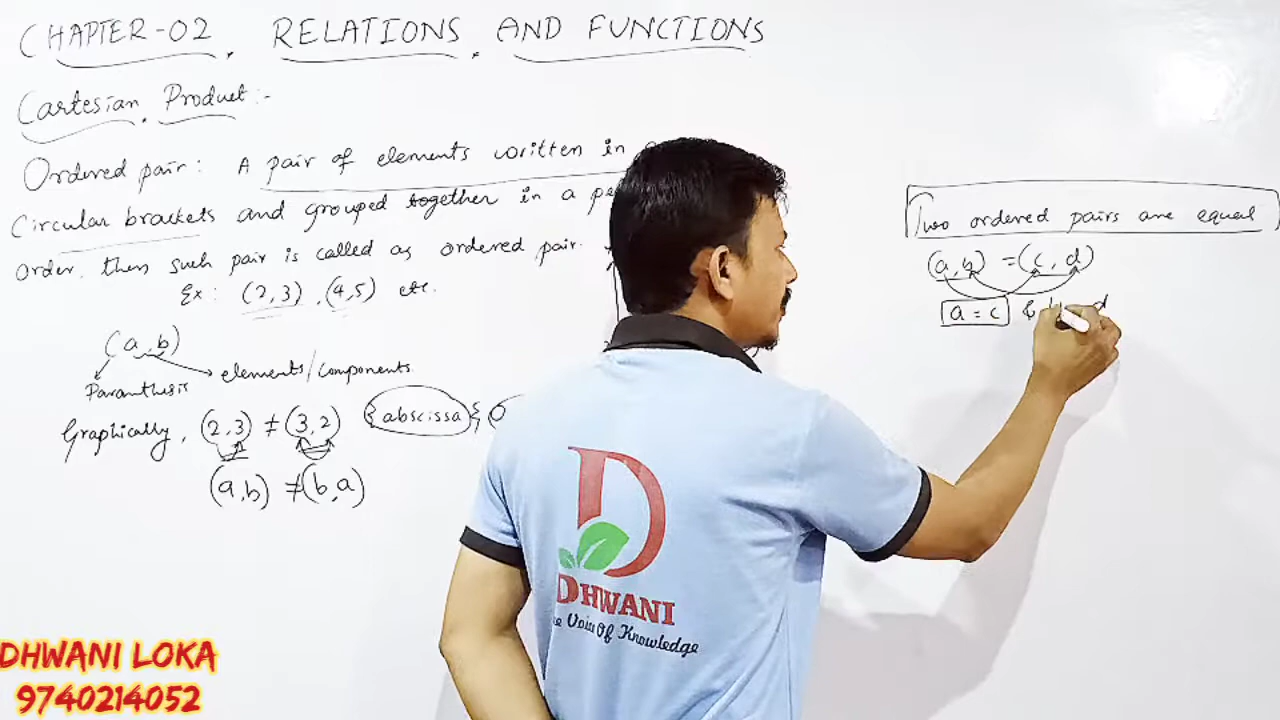 CHAPTER-02. RELATIONS AND FUNCTIONS
Cartesian Product:-
Ordered pair: A pair of elements written in
Circular brackets and grouped together in a
Order, then such pair is called as ordered pair.
Ex: (2,3), (4,5) etc.
(a,b)
Paranthesis
elements/components
Graphically, (2,3) ≠ (3,2) {abscissa} {
(a,b) ≠ (b,a)
Two ordered pairs are equal
(a,b) = (c,d)
a = c & b d
DHWANI
Voice Of Knowledge
DHWANI LOKA
9740214052